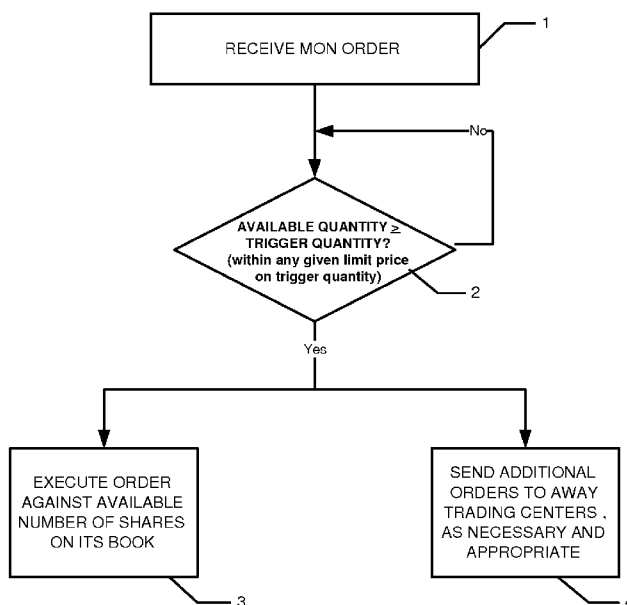 RECEIVE MON ORDER
1
No
AVAILABLE QUANTITY ≥
TRIGGER QUANTITY?
(within any given limit price
on trigger quantity)
2
Yes
EXECUTE ORDER
AGAINST AVAILABLE
NUMBER OF SHARES
ON ITS BOOK
SEND ADDITIONAL
ORDERS TO AWAY
TRADING CENTERS ,
AS NECESSARY AND
APPROPRIATE
3